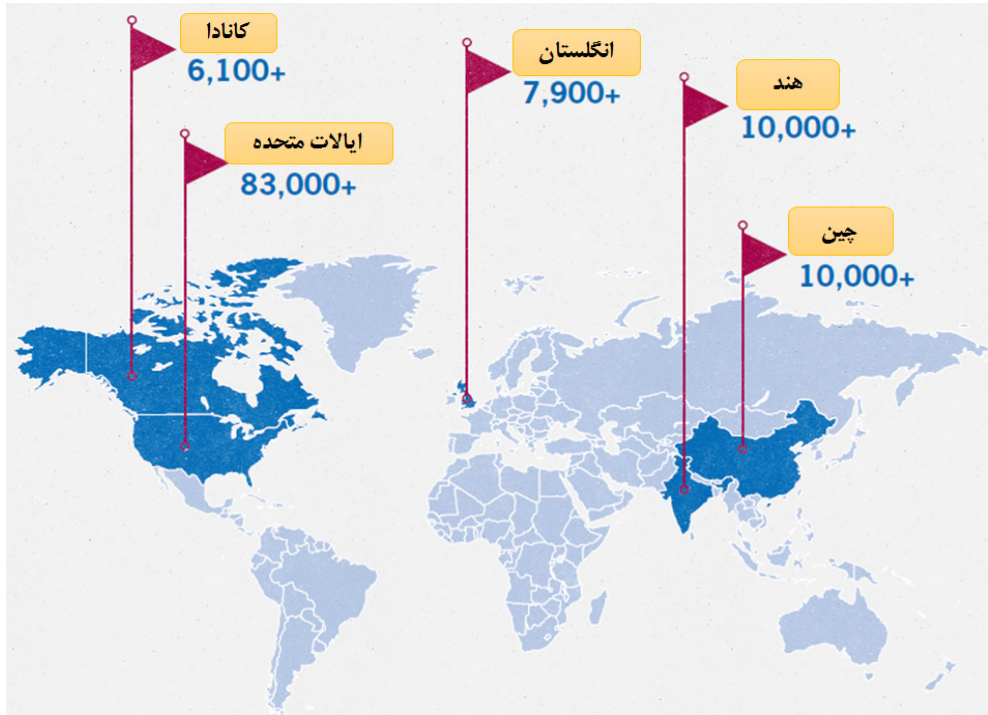 کانادا
6,100+
ایالات متحده
83,000+
انگلستان
7,900+
هند
10,000+
چین
10,000+